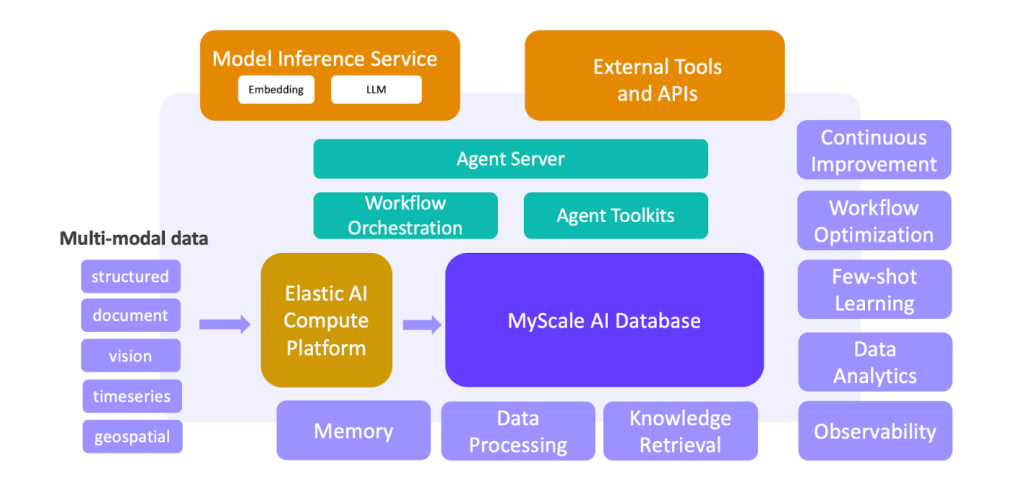 Model Inference Service
Embedding
LLM
External Tools
and APIs
Agent Server
Workflow
Orchestration
Agent Toolkits
Multi-modal data
structured
document
vision
timeseries
geospatial
Elastic AI
Compute
Platform
MyScale AI Database
Memory
Data
Processing
Knowledge
Retrieval
Continuous
Improvement
Workflow
Optimization
Few-shot
Learning
Data
Analytics
Observability